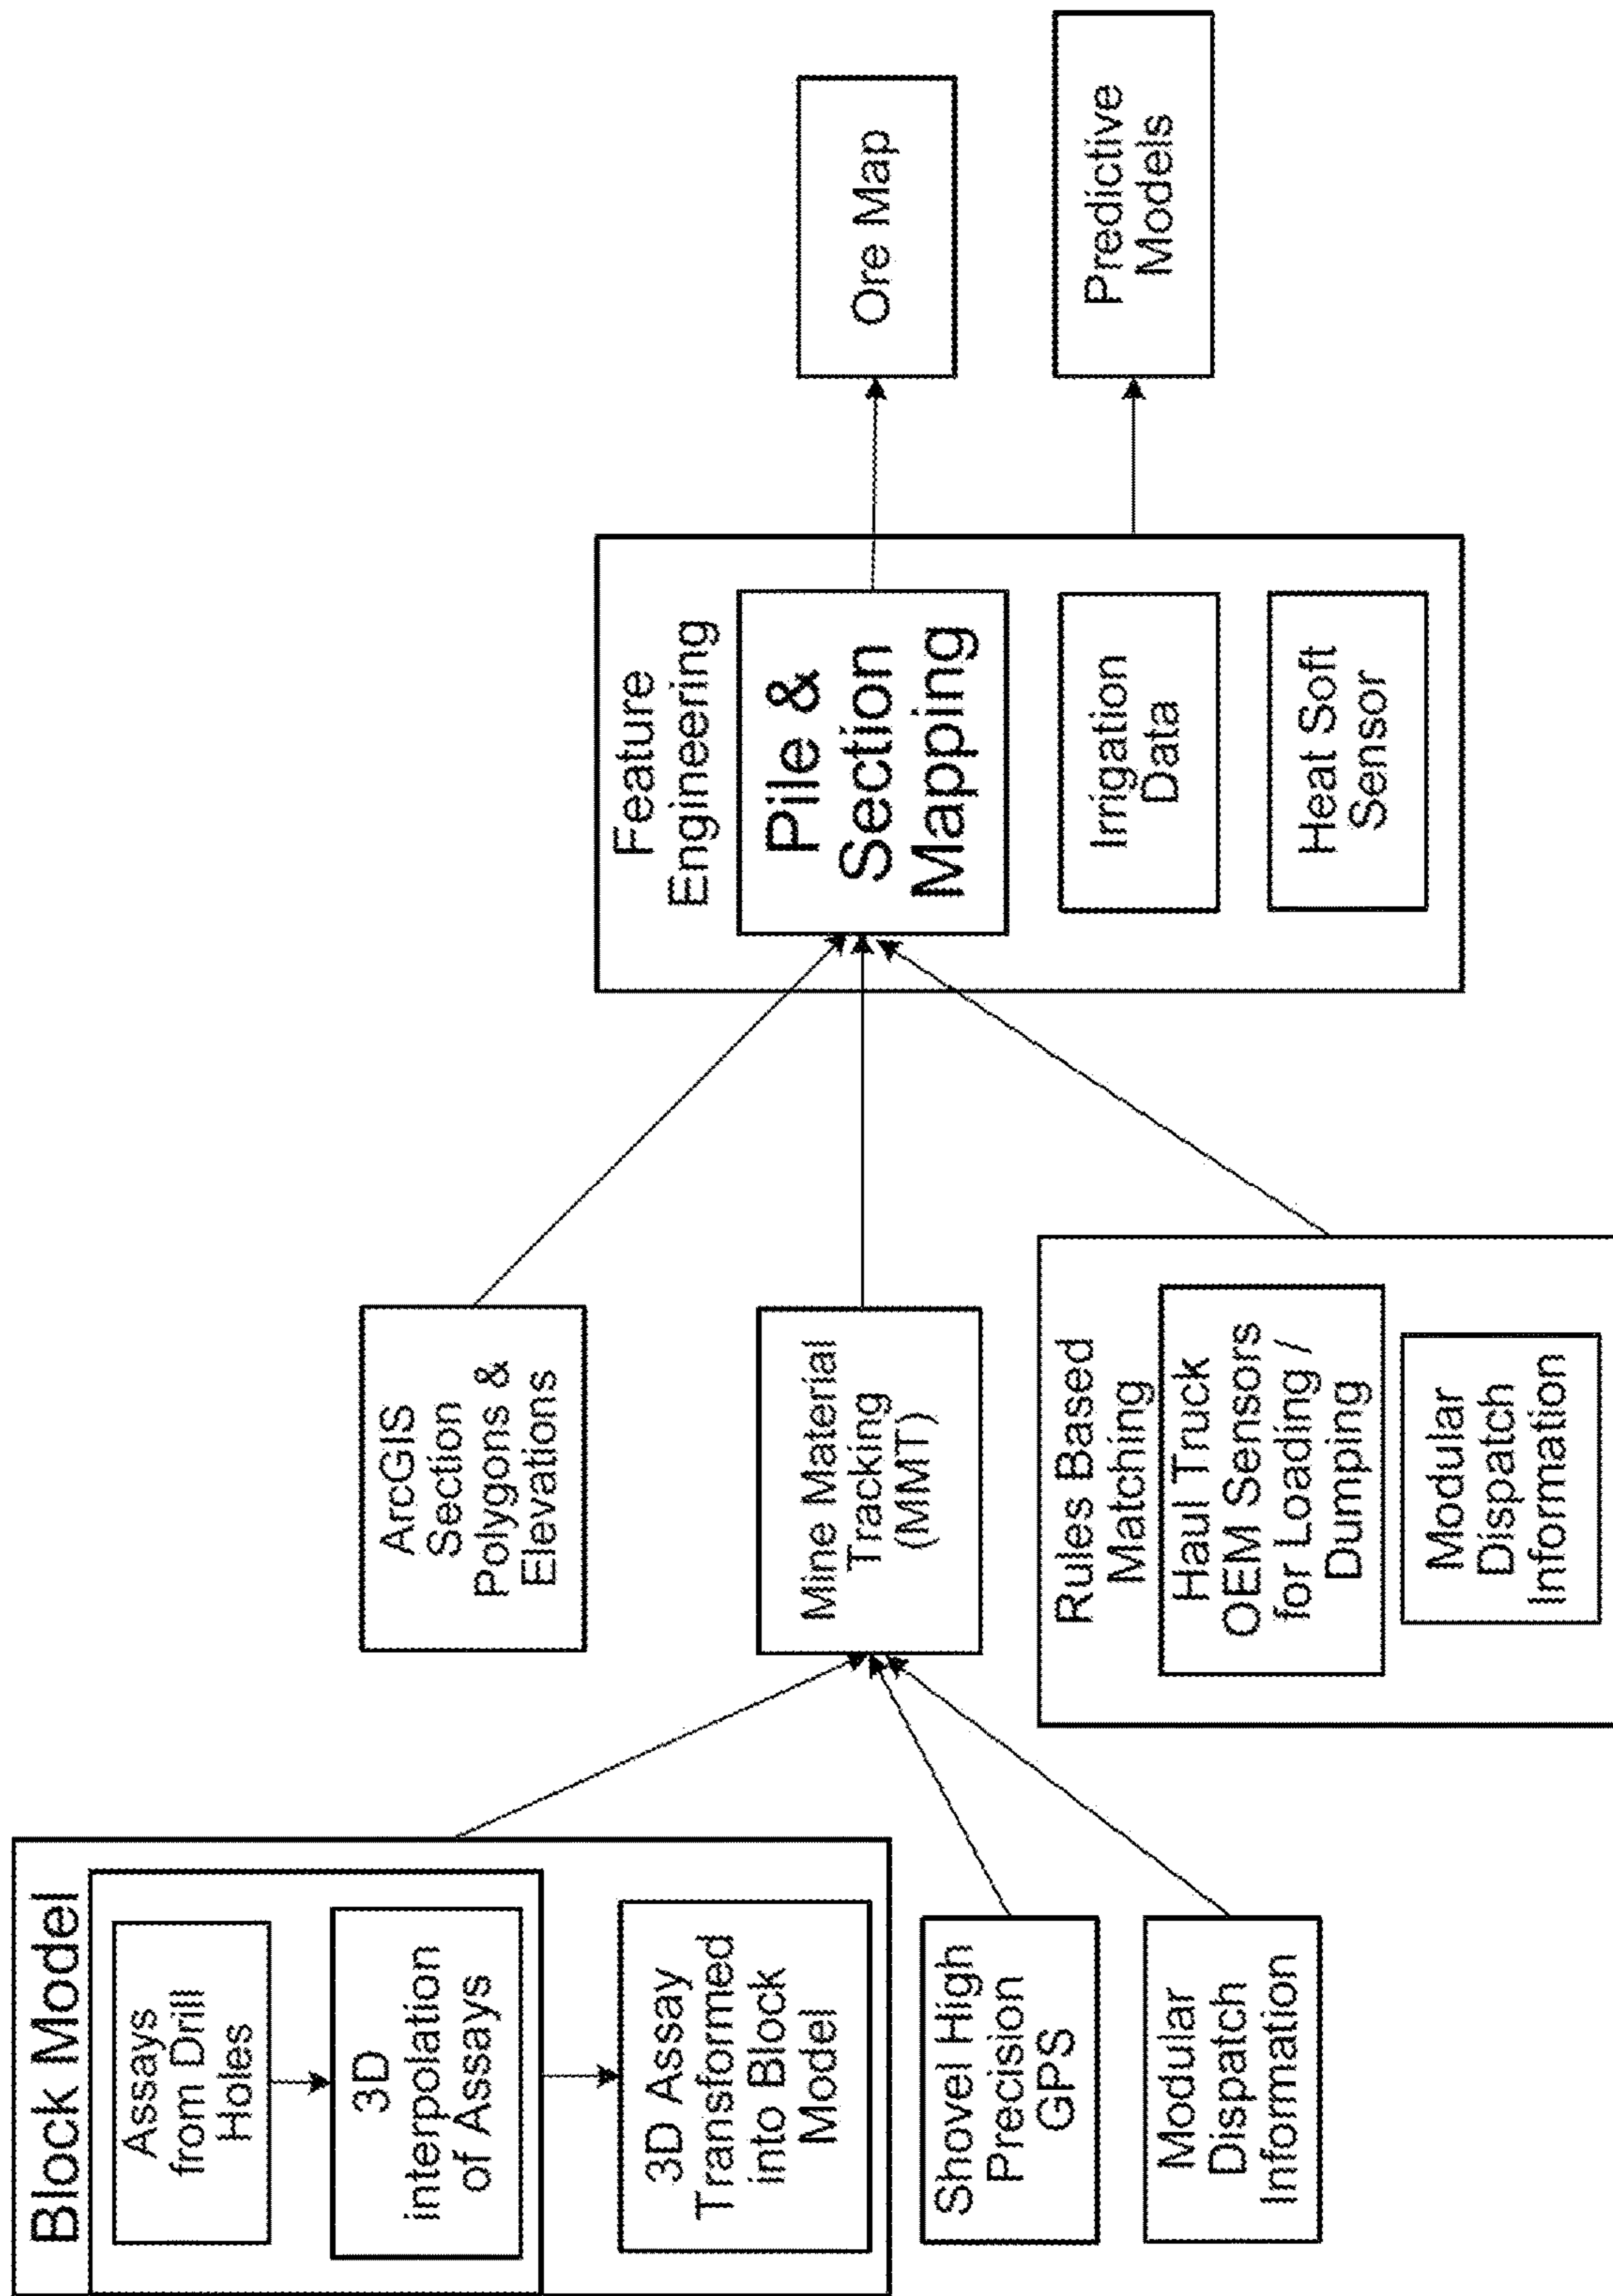 Block Model
Assays
from Drill
Holes
3D
interpolation
of Assays
3D Assay
Transformed
into Block
Model
Shovel High
Precision
GPS
Modular
Dispatch
Information
ArcGIS
Section
Polygons &
Elevations
Mine Material
Tracking
(MMT)
Rules Based
Matching
Haul Truck
OEM Sensors
for Loading /
Dumping
Modular
Dispatch
Information
Feature
Engineering
Pile &
Section
Mapping
Irrigation
Data
Heat Soft
Sensor
Ore Map
Predictive
Models